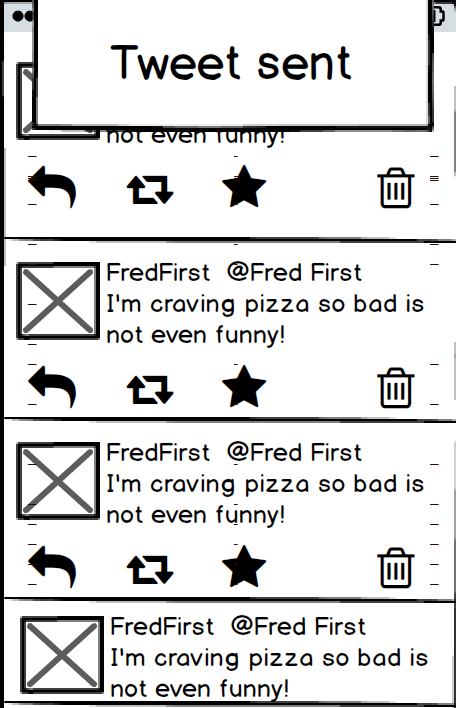 Tweet sent
not even funny!
FredFirst @Fred First
I'm craving pizza so bad is
not even funny!
FredFirst @Fred First
I'm craving pizza so bad is
not even funny!
FredFirst @Fred First
I'm craving pizza so bad is
not even funny!